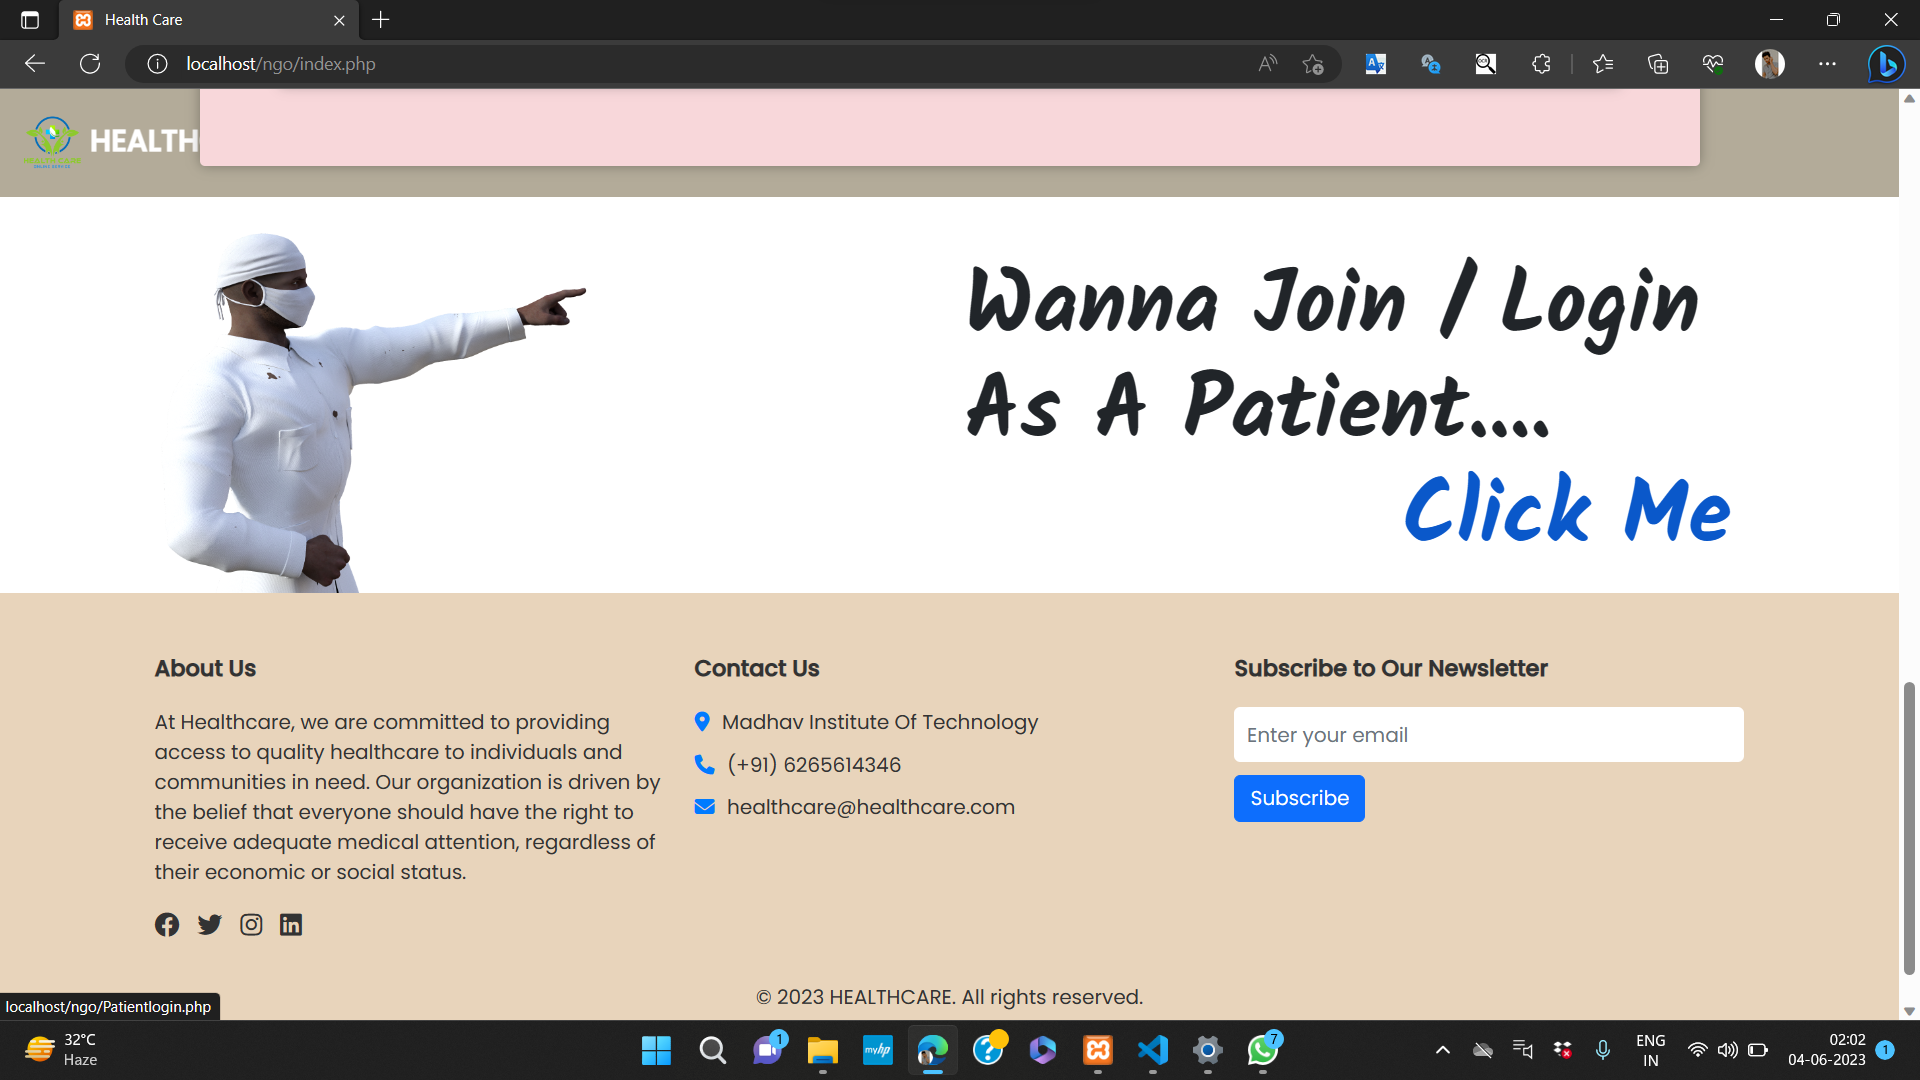 Health Care
localhost/ngo/index.php
HEALTH
Wanna Join / Login
As A Patient....
Click Me
About Us
At Healthcare, we are committed to providing
access to quality healthcare to individuals and
communities in need. Our organization is driven by
the belief that everyone should have the right to
receive adequate medical attention, regardless of
their economic or social status.
Contact Us
Madhav Institute Of Technology
(+91) 6265614346
healthcare@healthcare.com
Subscribe to Our Newsletter
Enter your email
Subscribe
© 2023 HEALTHCARE. All rights reserved.
localhost/ngo/Patientlogin.php
32°C
Haze
1
myhp
7
ENG
IN
02:02
04-06-2023
1